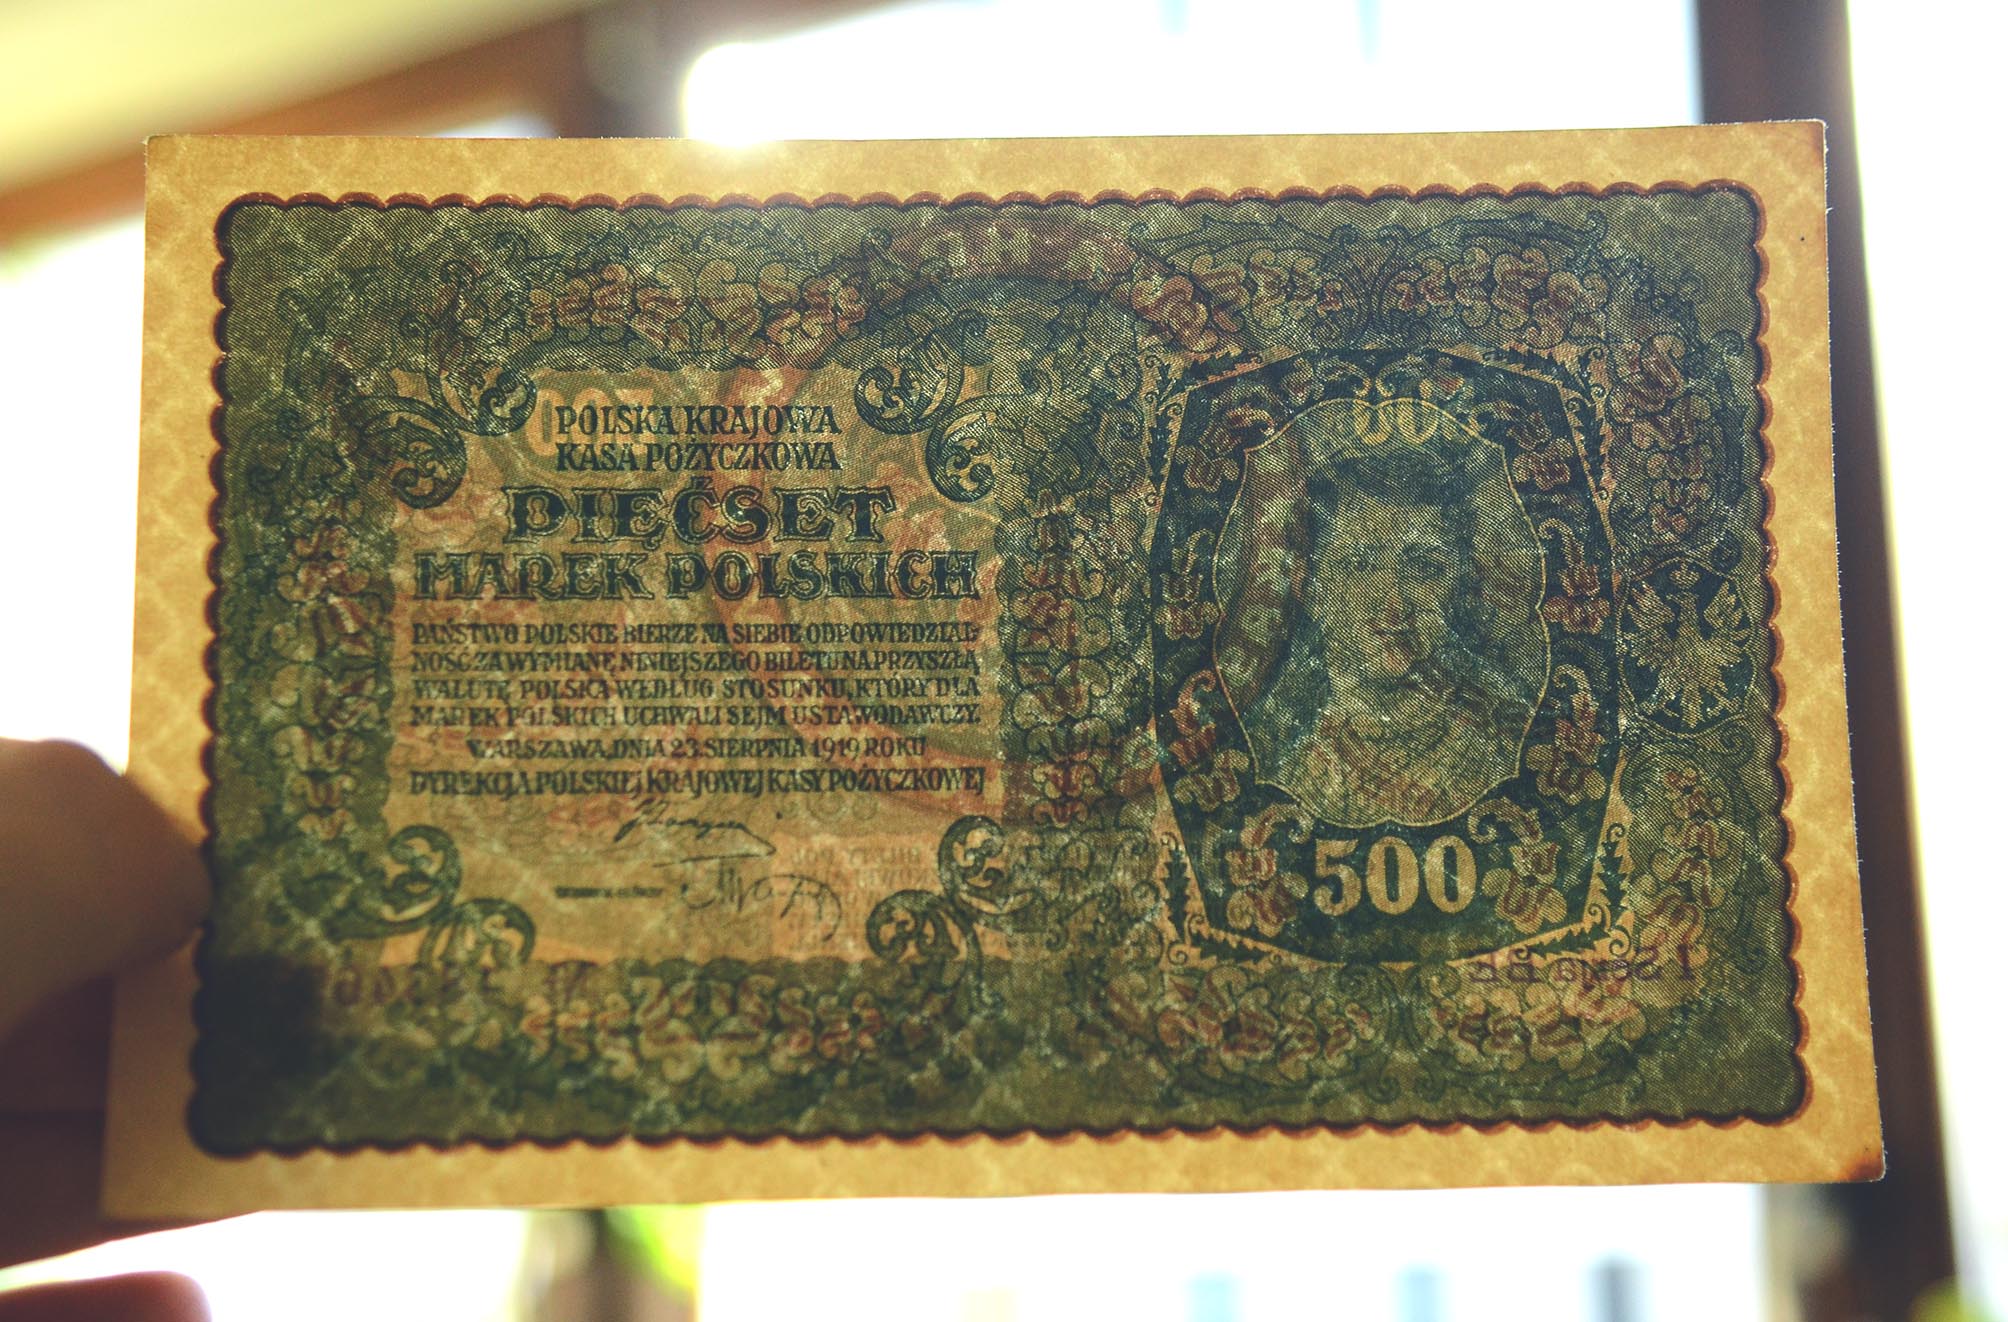 POLSKA KRAJOWA
KASA POŻYCZKOWA
PIĘĆSET
MAREK POLSKICH
PAŃSTWO POLSKIE BIERZE NA SIEBIE ODPOWIEDZIAL-
NOŚĆ ZA WYMIANĘ NINIEJSZEGO BILETU NA PRZYSZŁĄ
WALUTĘ POLSKĄ WEDŁUG STOSUNKU, KTÓRY DLA
MAREK POLSKICH UCHWALI SEJM USTAWODAWCZY.
WARSZAWA, DNIA 23 SIERPNIA 1919 ROKU
DYREKCJA POLSKIEJ KRAJOWEJ KASY POŻYCZKOWEJ
500